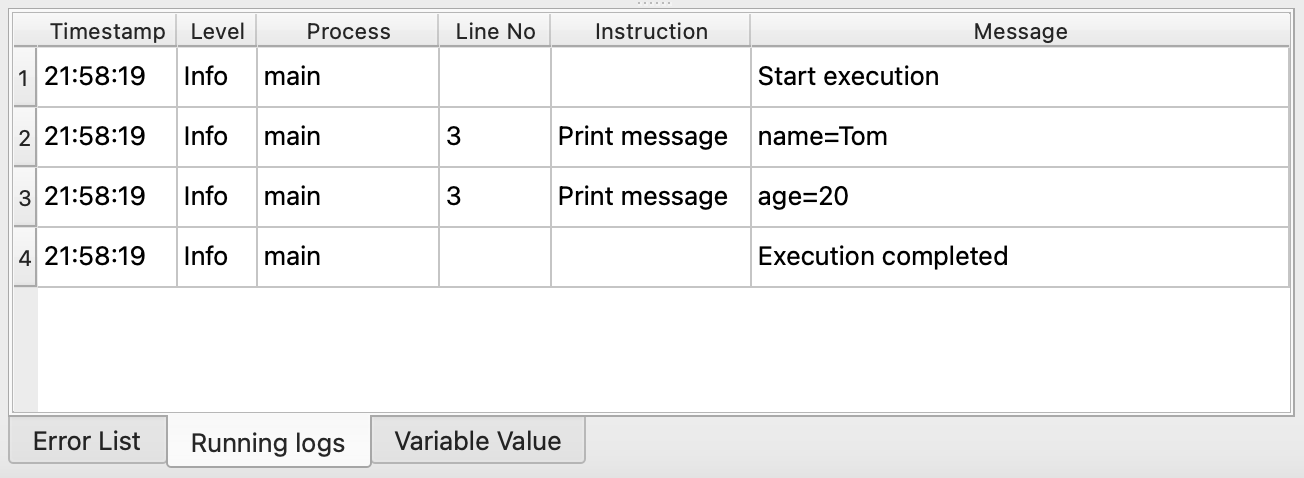 Timestamp Level Process Line No Instruction Message
1 21:58:19 Info main Start execution
2 21:58:19 Info main 3 Print message name=Tom
3 21:58:19 Info main 3 Print message age=20
4 21:58:19 Info main Execution completed
Error List Running logs Variable Value